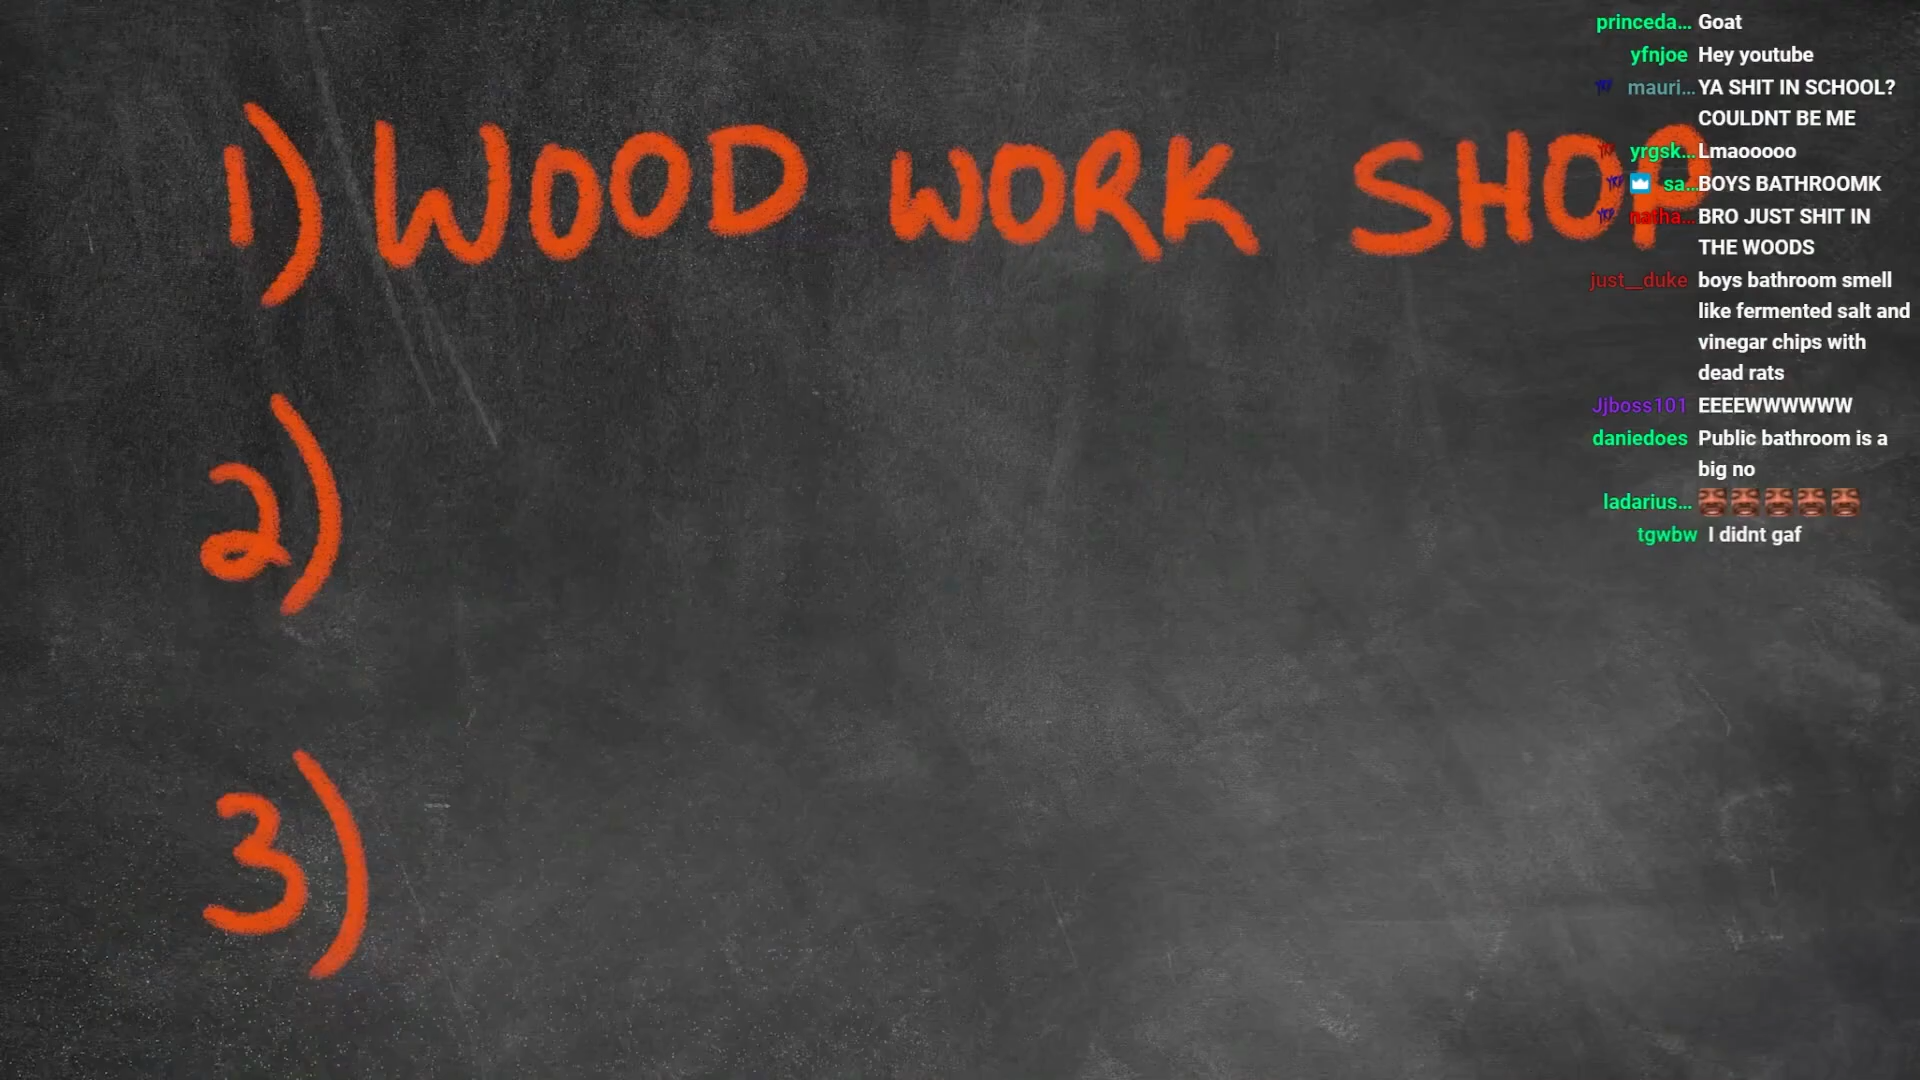 1) WOOD WORK SHOP
2)
3)
princeda... Goat
yfnjoe Hey youtube
mauri... YA SHIT IN SCHOOL?
COULDNT BE ME
yrgsk... Lmaooooo
sa... BOYS BATHROOMK
natha... BRO JUST SHIT IN
THE WOODS
just__duke boys bathroom smell
like fermented salt and
vinegar chips with
dead rats
Jjboss101 EEEEWWWWWW
daniedoes Public bathroom is a
big no
ladarius...
tgwbw I didnt gaf